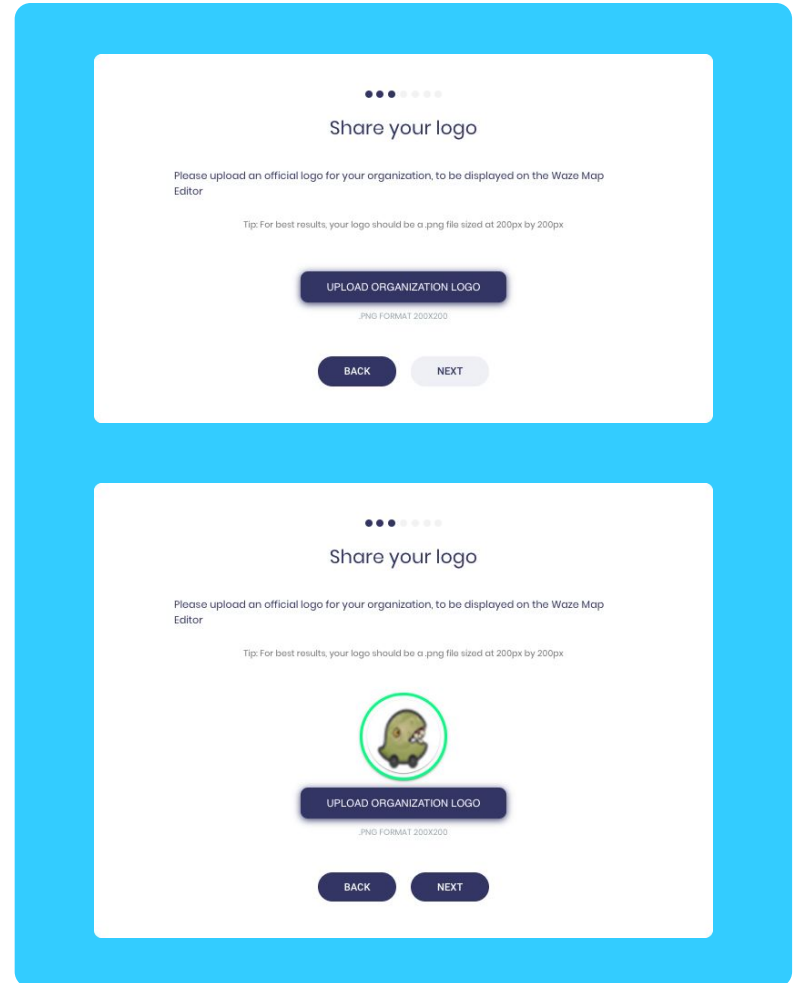 Share your logo
Please upload an official logo for your organization, to be displayed on the Waze Map
Editor
Tip: For best results, your logo should be a .png file sized at 200px by 200px
UPLOAD ORGANIZATION LOGO
.PNG FORMAT 200X200
BACK NEXT
Share your logo
Please upload an official logo for your organization, to be displayed on the Waze Map
Editor
Tip: For best results, your logo should be a .png file sized at 200px by 200px
UPLOAD ORGANIZATION LOGO
.PNG FORMAT 200X200
BACK NEXT